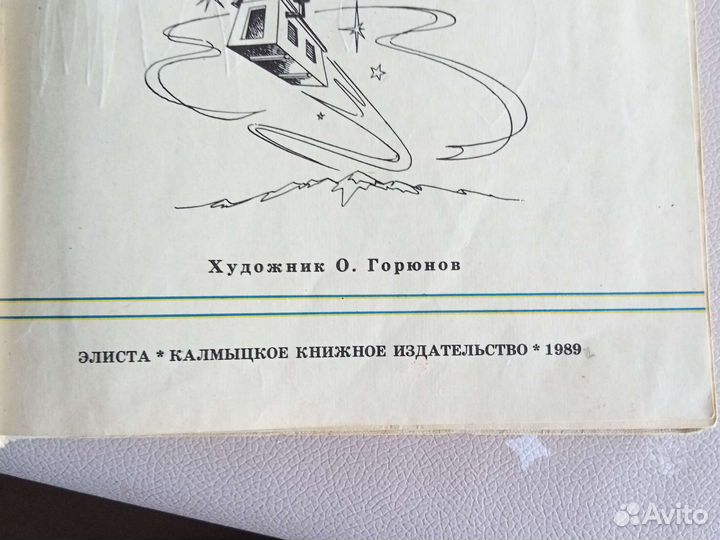 Художник О. Горюнов
ЭЛИСТА * КАЛМЫЦКОЕ КНИЖНОЕ ИЗДАТЕЛЬСТВО * 1989
Avito